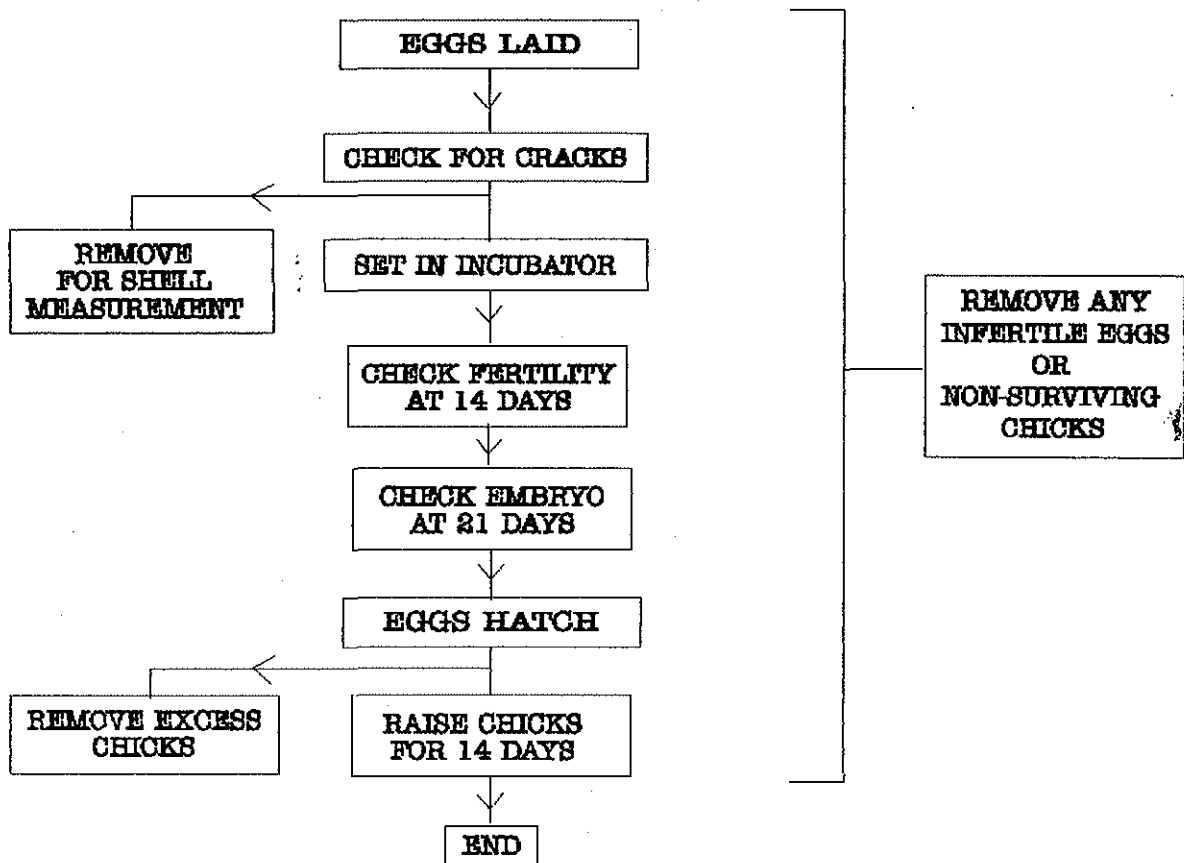 EGGS LAID
CHECK FOR CRACKS
REMOVE
FOR SHELL
MEASUREMENT
SET IN INCUBATOR
CHECK FERTILITY
AT 14 DAYS
CHECK EMBRYO
AT 21 DAYS
EGGS HATCH
REMOVE EXCESS
CHICKS
RAISE CHICKS
FOR 14 DAYS
END
REMOVE ANY
INFERTILE EGGS
OR
NON-SURVIVING
CHICKS